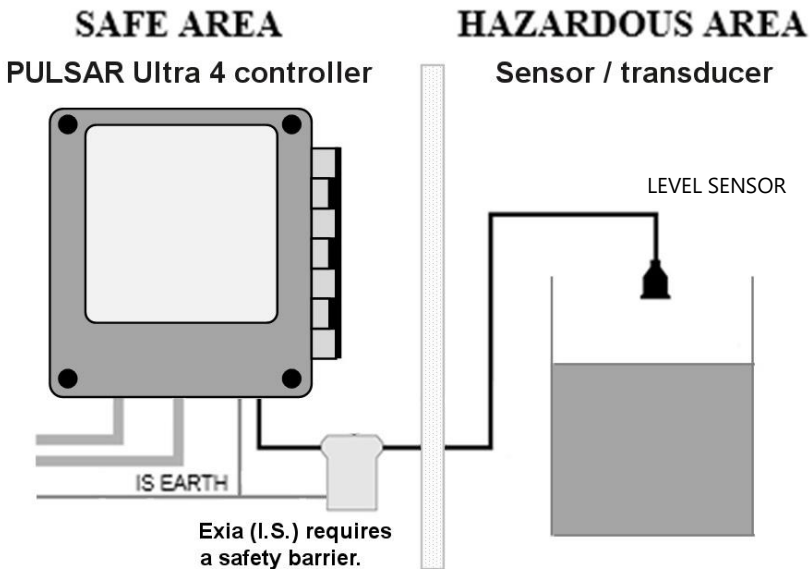 SAFE AREA
HAZARDOUS AREA
PULSAR Ultra 4 controller
Sensor / transducer
LEVEL SENSOR
IS EARTH
Exia (I.S.) requires
a safety barrier.